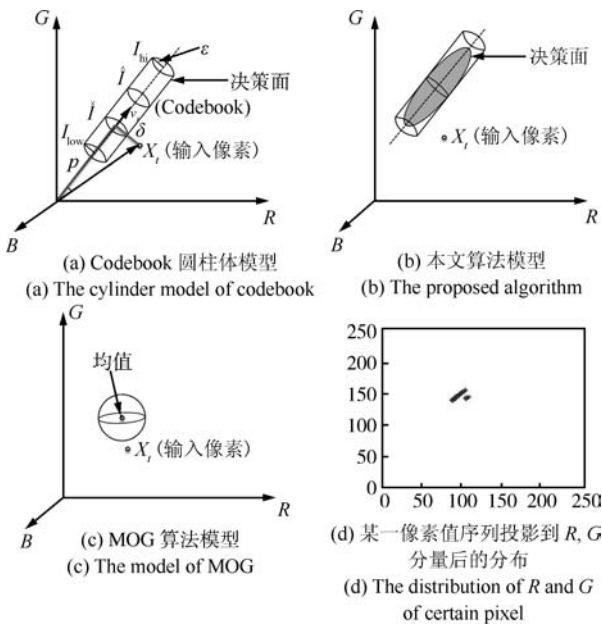 G
I_hi
ε
Î
决策面
(Codebook)
Ǐ
v
I_low
δ
X_t (输入像素)
p
R
B
(a) Codebook 圆柱体模型
(a) The cylinder model of codebook
G
决策面
X_t (输入像素)
R
B
(b) 本文算法模型
(b) The proposed algorithm
G
均值
X_t (输入像素)
R
B
(c) MOG 算法模型
(c) The model of MOG
250
200
150
100
50
0
0 50 100 150 200 250
(d) 某一像素值序列投影到 R, G
分量后的分布
(d) The distribution of R and G
of certain pixel